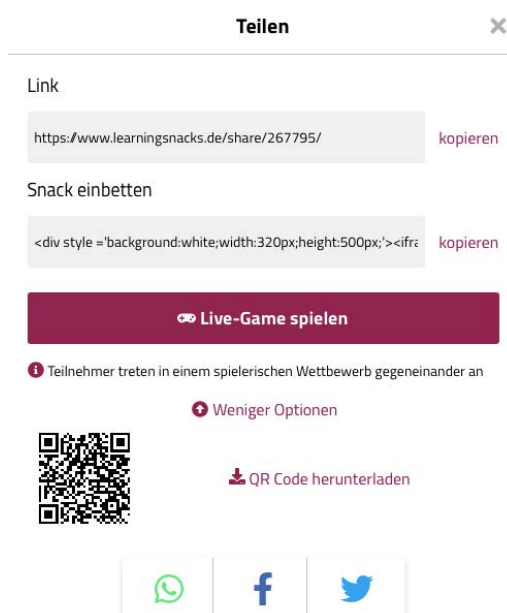 Teilen
Link
https://www.learningsnacks.de/share/267795/
kopieren
Snack einbetten
<div style ='background:white;width:320px;height:500px;'><ifra
kopieren
Live-Game spielen
Teilnehmer treten in einem spielerischen Wettbewerb gegeneinander an
Weniger Optionen
QR Code herunterladen